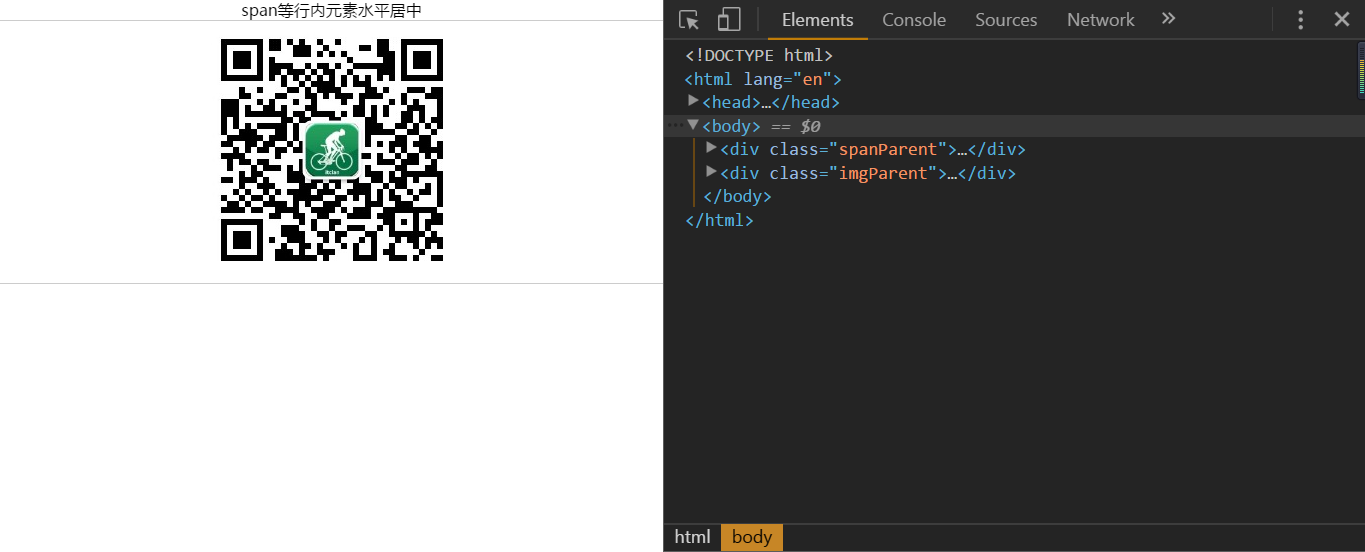 span等行内元素水平居中
itclan
Elements Console Sources Network
<!DOCTYPE html>
<html lang="en">
<head>…</head>
<body> == $0
<div class="spanParent">…</div>
<div class="imgParent">…</div>
</body>
</html>
html body